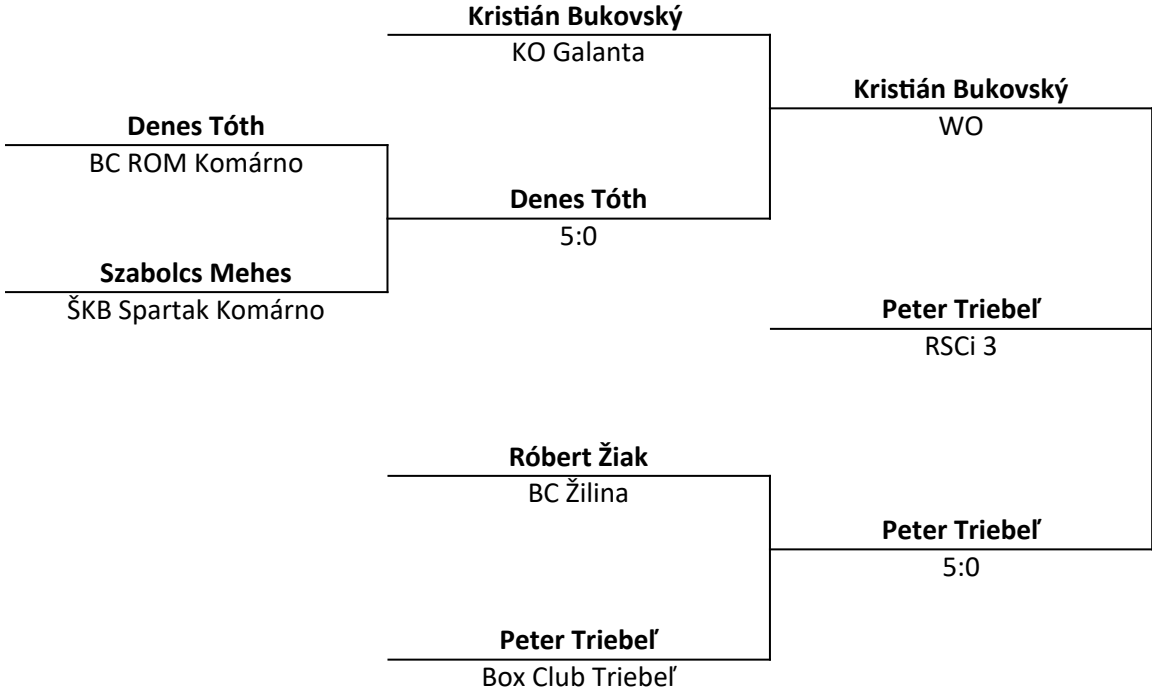 Kristián Bukovský
KO Galanta
Kristián Bukovský
WO
Denes Tóth
BC ROM Komárno
Denes Tóth
5:0
Szabolcs Mehes
ŠKB Spartak Komárno
Peter Triebeľ
RSCi 3
Róbert Žiak
BC Žilina
Peter Triebeľ
5:0
Peter Triebeľ
Box Club Triebeľ